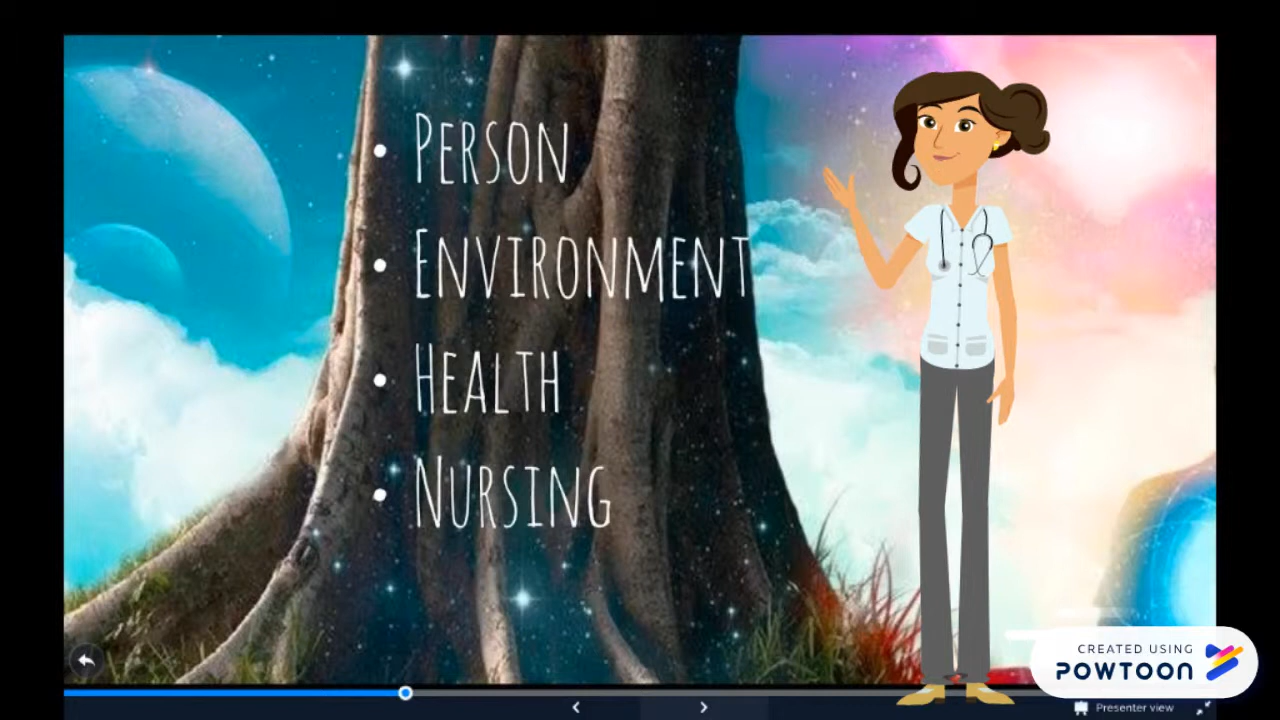 • Person
• Environment
• Health
• Nursing
CREATED USING
POWTOON
Presenter view